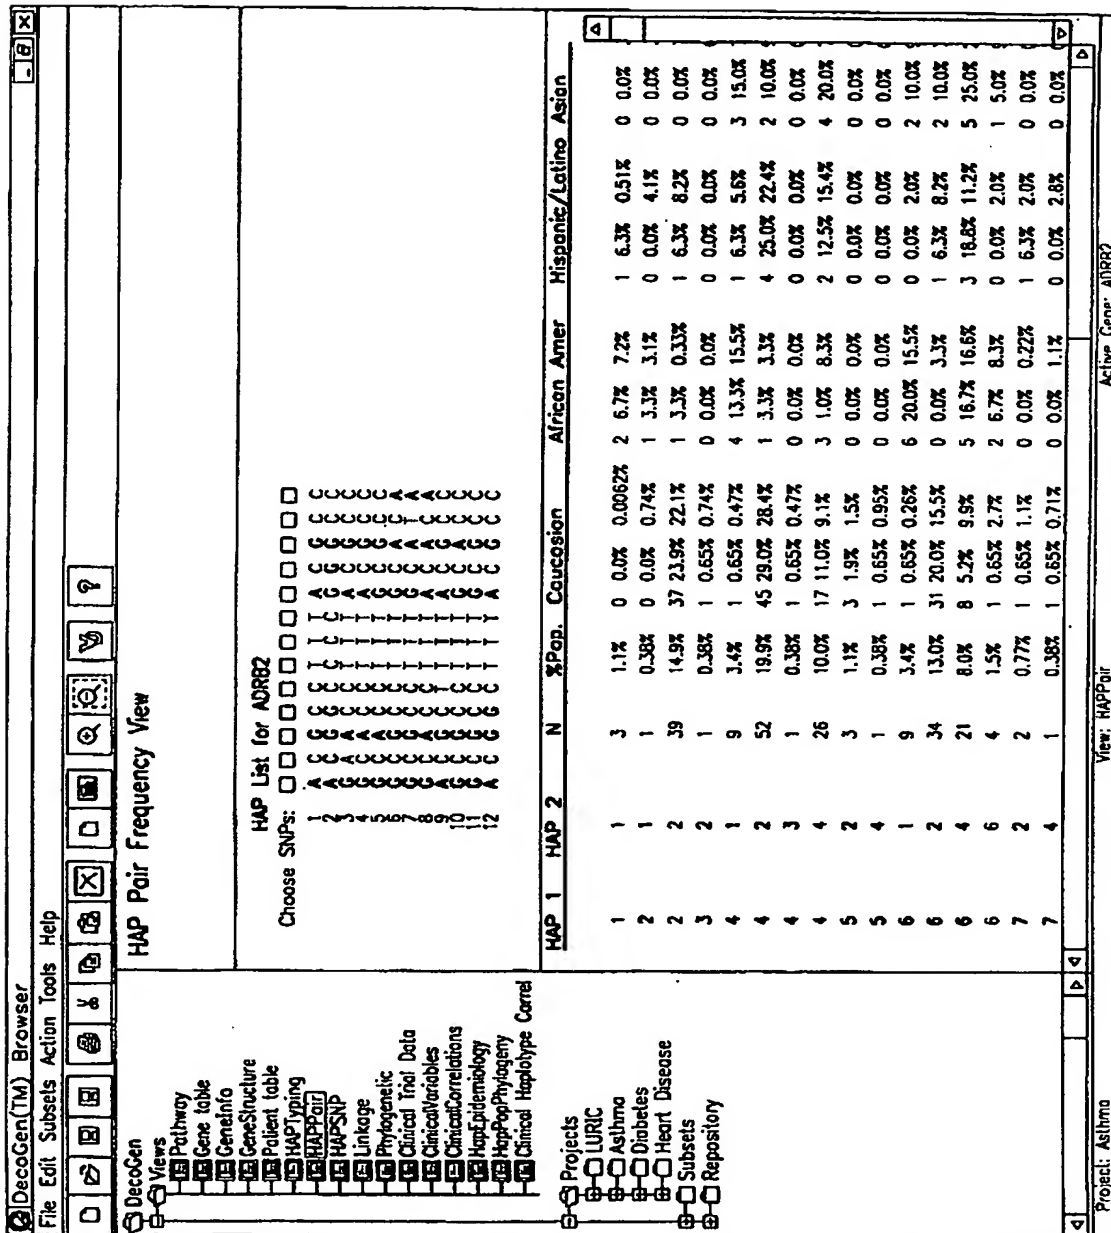 DecoGen(TM) Browser
File Edit Subsets Action Tools Help
DecoGen
Views
Pathway
Gene table
GeneInfo
GeneStructure
Patient table
HAPTyping
HAPPair
HAPSNP
Linkage
Phylogenetic
Clinical Trial Data
ClinicalVariables
ClinicalCorrelations
HapEpidemiology
HapPopPhylogeny
Clinical Haplotype Correl
Projects
LURIC
Asthma
Diabetes
Heart Disease
Subsets
Repository
HAP Pair Frequency View
HAP List for ADRB2
Choose SNPs:
1
2
3
4
5
6
7
8
9
10
11
12
HAP 1 HAP 2 N %Pop. Caucasian African Amer Hispanic/Latino Asian
1 1 3 1.1% 0 0.0% 0.0062% 2 6.7% 7.2% 1 6.3% 0.51% 0 0.0%
2 1 1 0.38% 0 0.0% 0.74% 1 3.3% 3.1% 0 0.0% 4.1% 0 0.0%
2 2 39 14.9% 37 23.9% 22.1% 1 3.3% 0.33% 1 6.3% 8.2% 0 0.0%
3 2 1 0.38% 1 0.65% 0.74% 0 0.0% 0.0% 0 0.0% 0.0% 0 0.0%
4 1 9 3.4% 1 0.65% 0.47% 4 13.3% 15.5% 1 6.3% 5.6% 3 15.0%
4 2 52 19.9% 45 29.0% 28.4% 1 3.3% 3.3% 4 25.0% 22.4% 2 10.0%
4 3 1 0.38% 1 0.65% 0.47% 0 0.0% 0.0% 0 0.0% 0.0% 0 0.0%
4 4 26 10.0% 17 11.0% 9.1% 3 1.0% 8.3% 2 12.5% 15.4% 4 20.0%
5 2 3 1.1% 3 1.9% 1.5% 0 0.0% 0.0% 0 0.0% 0.0% 0 0.0%
5 4 1 0.38% 1 0.65% 0.95% 0 0.0% 0.0% 0 0.0% 0.0% 0 0.0%
6 1 9 3.4% 1 0.65% 0.26% 6 20.0% 15.5% 0 0.0% 2.0% 2 10.0%
6 2 34 13.0% 31 20.0% 15.5% 0 0.0% 3.3% 1 6.3% 8.2% 2 10.0%
6 4 21 8.0% 8 5.2% 9.9% 5 16.7% 16.6% 3 18.8% 11.2% 5 25.0%
6 6 4 1.5% 1 0.65% 2.7% 2 6.7% 8.3% 0 0.0% 2.0% 1 5.0%
7 2 2 0.77% 1 0.65% 1.1% 0 0.0% 0.22% 1 6.3% 2.0% 0 0.0%
7 4 1 0.38% 1 0.65% 0.71% 0 0.0% 1.1% 0 0.0% 2.8% 0 0.0%
Project: Asthma View: HAPPair Active Gene: ADRB2